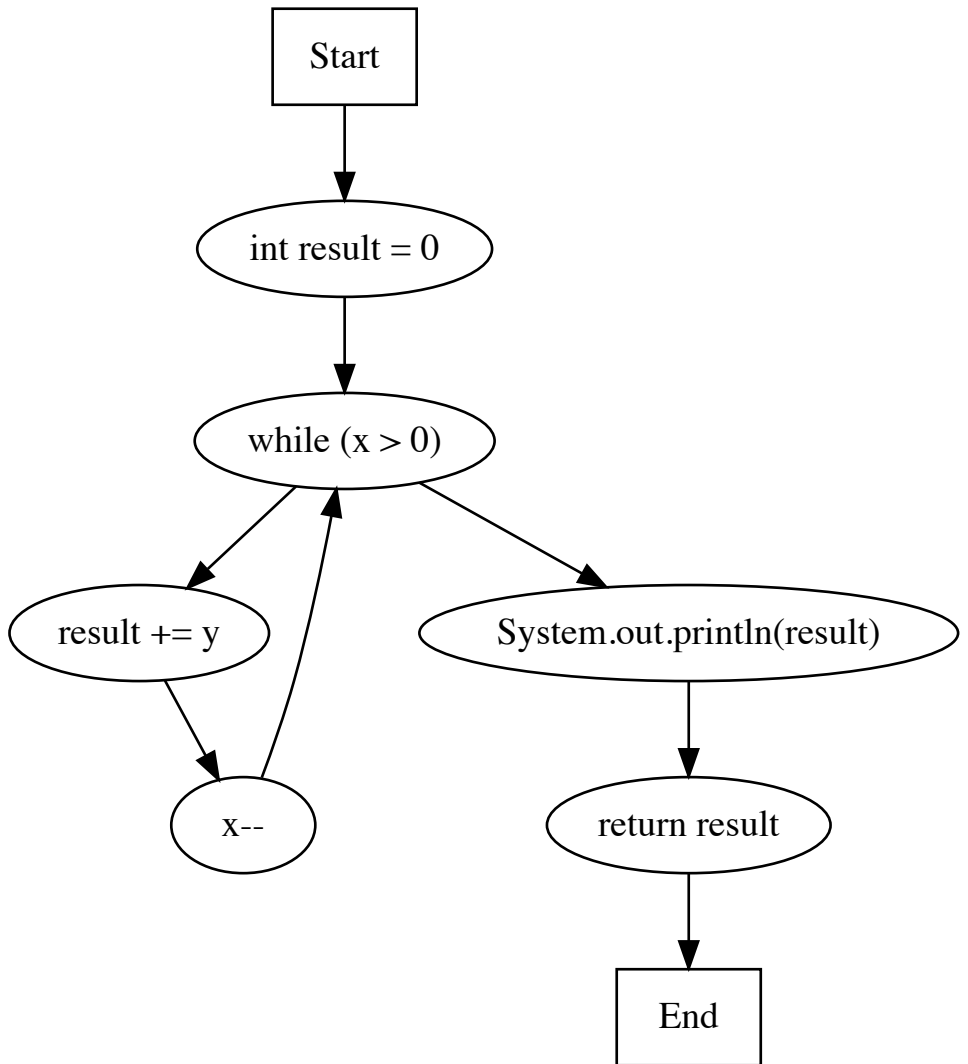 Start
int result = 0
while (x > 0)
result += y
System.out.println(result)
x--
return result
End